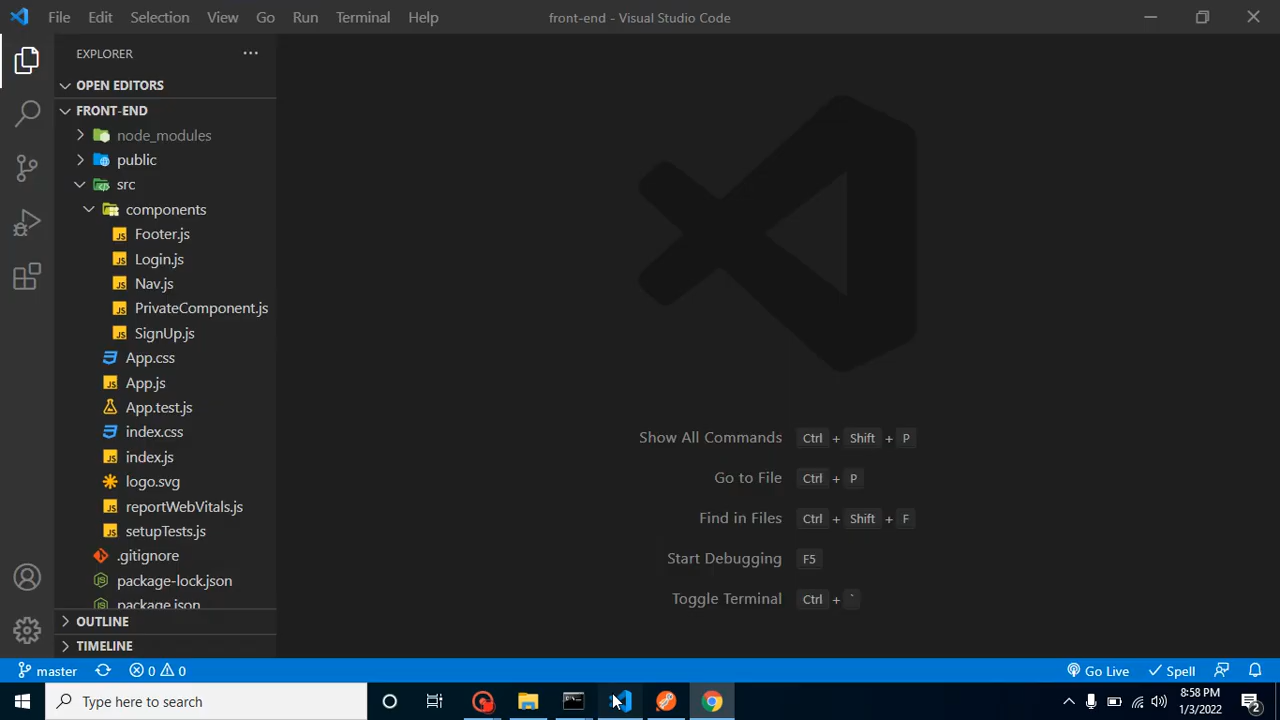 File Edit Selection View Go Run Terminal Help front-end - Visual Studio Code
EXPLORER
OPEN EDITORS
FRONT-END
node_modules
public
src
components
Footer.js
Login.js
Nav.js
PrivateComponent.js
SignUp.js
App.css
App.js
App.test.js
index.css
index.js
logo.svg
reportWebVitals.js
setupTests.js
.gitignore
package-lock.json
package.json
OUTLINE
TIMELINE
Show All Commands Ctrl + Shift + P
Go to File Ctrl + P
Find in Files Ctrl + Shift + F
Start Debugging F5
Toggle Terminal Ctrl + `
master 0 0 Go Live Spell
Type here to search
8:58 PM
1/3/2022
2